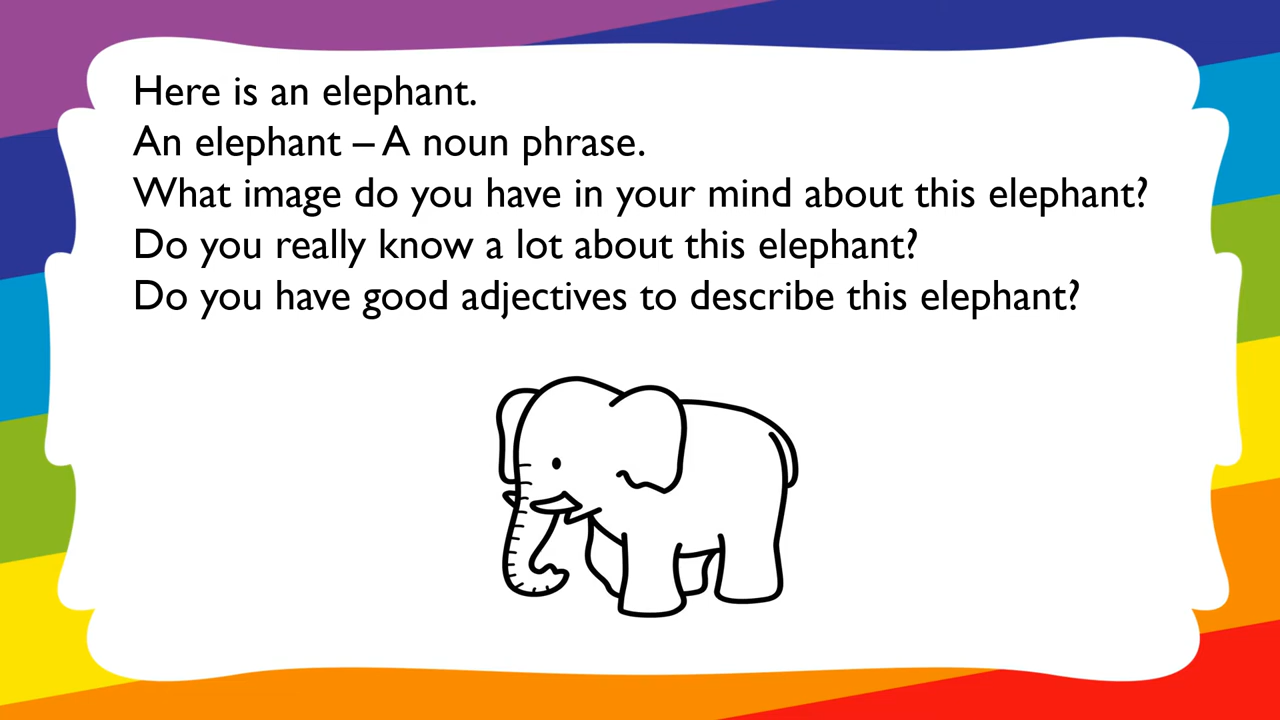 Here is an elephant.
An elephant – A noun phrase.
What image do you have in your mind about this elephant?
Do you really know a lot about this elephant?
Do you have good adjectives to describe this elephant?